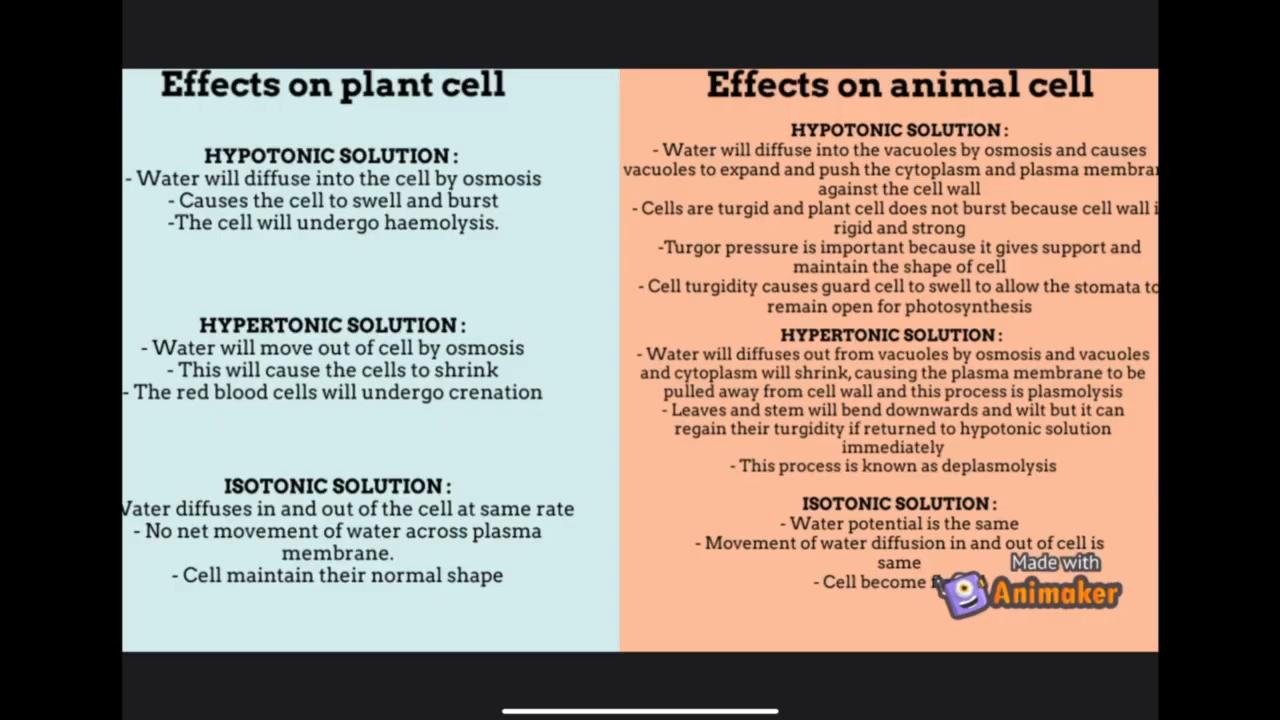 Effects on plant cell
HYPOTONIC SOLUTION :
- Water will diffuse into the cell by osmosis
- Causes the cell to swell and burst
-The cell will undergo haemolysis.
HYPERTONIC SOLUTION :
- Water will move out of cell by osmosis
- This will cause the cells to shrink
- The red blood cells will undergo crenation
ISOTONIC SOLUTION :
diffuses in and out of the cell at same rate
- No net movement of water across plasma
membrane.
- Cell maintain their normal shape
Effects on animal cell
HYPOTONIC SOLUTION :
- Water will diffuse into the vacuoles by osmosis and causes
vacuoles to expand and push the cytoplasm and plasma
against the cell wall
- Cells are turgid and plant cell does not burst because cell wall
rigid and strong
-Turgor pressure is important because it gives support and
maintain the shape of cell
- Cell turgidity causes guard cell to swell to allow the stomata to
remain open for photosynthesis
HYPERTONIC SOLUTION :
- Water will diffuses out from vacuoles by osmosis and vacuoles
and cytoplasm will shrink, causing the plasma membrane to be
pulled away from cell wall and this process is plasmolysis
- Leaves and stem will bend downwards and wilt but it can
regain their turgidity if returned to hypotonic solution
immediately
- This process is known as deplasmolysis
ISOTONIC SOLUTION :
- Water potential is the same
- Movement of water diffusion in and out of cell is
same
- Cell become
Made with
Animaker